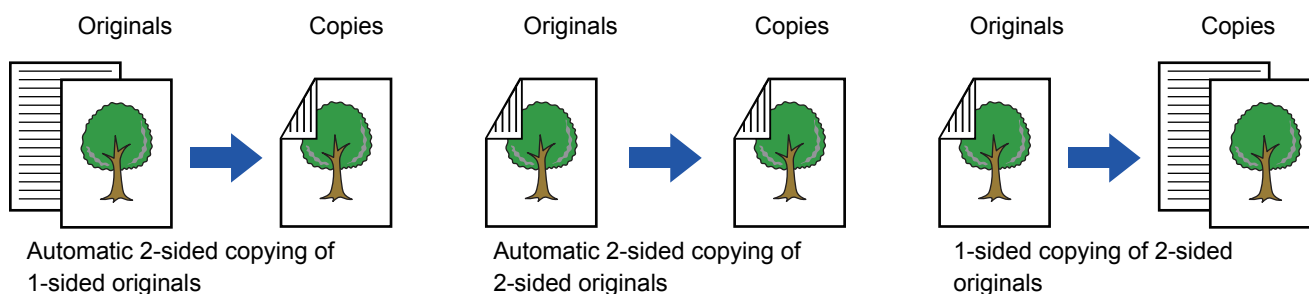 Originals
Copies
Automatic 2-sided copying of
1-sided originals
Originals
Copies
Automatic 2-sided copying of
2-sided originals
Originals
Copies
1-sided copying of 2-sided
originals